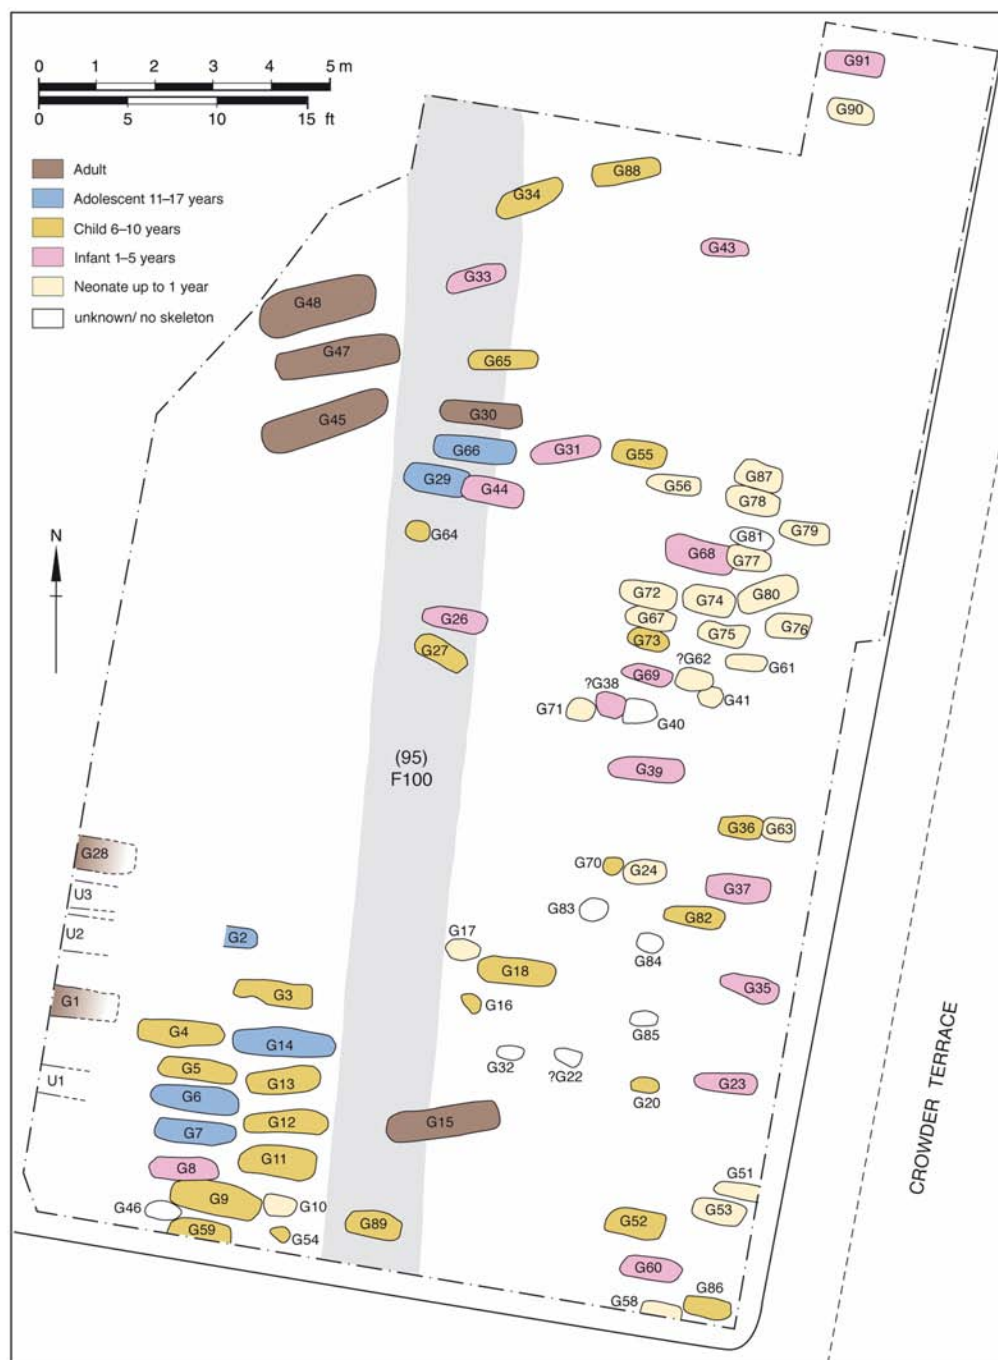 0 1 2 3 4 5 m
0 5 10 15 ft
Adult
Adolescent 11–17 years
Child 6–10 years
Infant 1–5 years
Neonate up to 1 year
unknown/ no skeleton
N
G91
G90
G88
G34
G43
G33
G48
G47
G65
G45
G30
G66
G31
G55
G29
G44
G56
G87
G78
G64
G79
G81
G68
G77
G72
G74
G80
G26
G67
G75
G76
G27
G73
?G62
G61
G69
?G38
G41
G71
G40
(95)
F100
G39
G36
G63
G28
G70
G24
U3
G37
G83
G82
U2
G2
G17
G84
G18
G1
G3
G16
G35
G4
G14
G85
G5
G32
?G22
U1
G13
G6
G20
G23
G7
G12
G15
G8
G11
G51
G46
G9
G10
G53
G59
G54
G89
G52
G60
G58
G86
CROWDER TERRACE